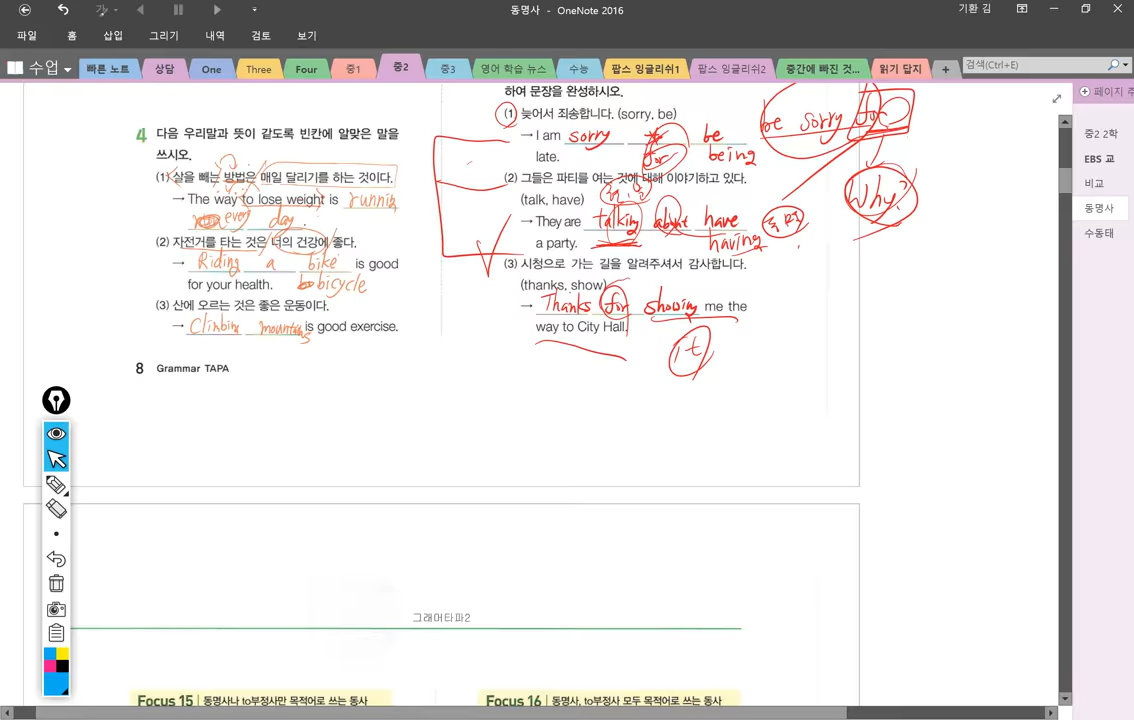 동명사 - OneNote 2016
기환 김
파일 홈 삽입 그리기 내역 검토 보기
수업 빠른 노트 상담 One Three Four 중1 중2 중3 영어 학습 뉴스 수능 팝스 잉글리쉬1 팝스 잉글리쉬2 중간에 빠진 것... 읽기 답지 + 검색(Ctrl+E)
페이지 추
중2 2학
EBS 교
비교
동명사
수동태
4 다음 우리말과 뜻이 같도록 빈칸에 알맞은 말을
쓰시오.
(1) 살을 빼는 방법은 매일 달리기를 하는 것이다.
→ The way to lose weight is running
every day.
(2) 자전거를 타는 것은 너의 건강에 좋다.
→ Riding a bike is good
for your health. bicycle
(3) 산에 오르는 것은 좋은 운동이다.
→ Climbing mountains is good exercise.
8 Grammar TAPA
하여 문장을 완성하시오.
(1) 늦어서 죄송합니다. (sorry, be)
be sorry for
→ I am sorry for be
late. being
Why?
(2) 그들은 파티를 여는 것에 대해 이야기하고 있다.
(talk, have)
→ They are talking about have
a party. having
(3) 시청으로 가는 길을 알려주셔서 감사합니다.
(thanks, show)
→ Thanks for showing me the
way to City Hall.
it
그래머타파2
Focus 15 동명사나 to부정사만 목적어로 쓰는 동사
Focus 16 동명사, to부정사 모두 목적어로 쓰는 동사